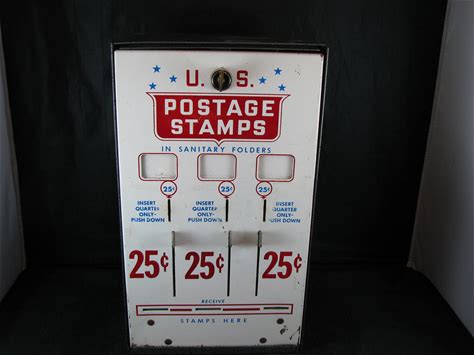 U. S.
POSTAGE
STAMPS
IN SANITARY FOLDERS
25¢ 25¢ 25¢
INSERT INSERT INSERT
QUARTER QUARTER QUARTER
ONLY- ONLY- ONLY-
PUSH DOWN PUSH DOWN PUSH DOWN
25¢ 25¢ 25¢
RECEIVE
STAMPS HERE